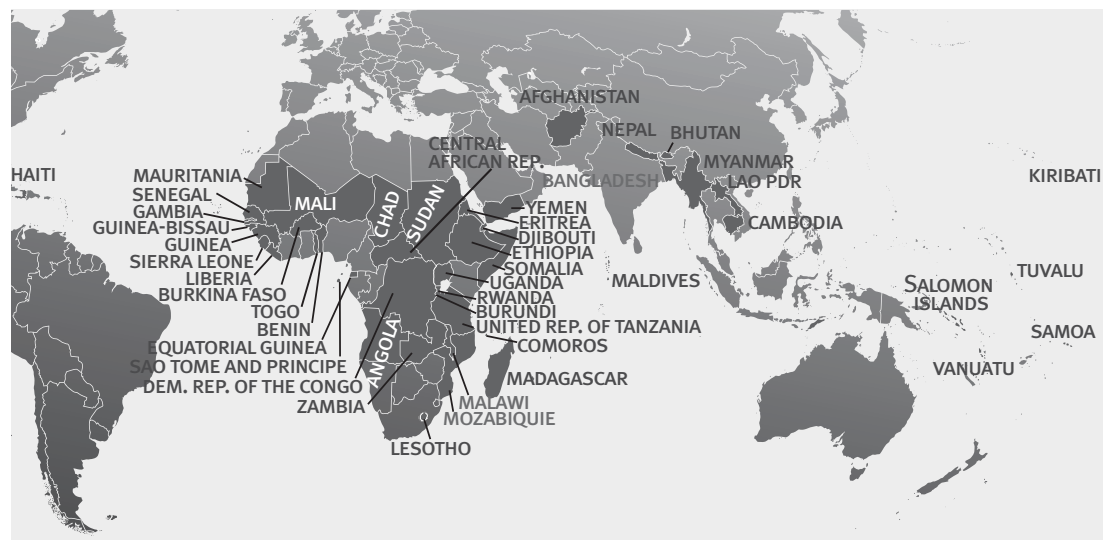 AFGHANISTAN
NEPAL
BHUTAN
CENTRAL
AFRICAN REP.
MYANMAR
HAITI
MAURITANIA
BANGLADESH
LAO PDR
KIRIBATI
SENEGAL
MALI
CHAD
SUDAN
YEMEN
GAMBIA
ERITREA
CAMBODIA
GUINEA-BISSAU
DJIBOUTI
GUINEA
ETHIOPIA
SIERRA LEONE
SOMALIA
TUVALU
LIBERIA
UGANDA
MALDIVES
SOLOMON
ISLANDS
BURKINA FASO
RWANDA
TOGO
BURUNDI
BENIN
UNITED REP. OF TANZANIA
SAMOA
EQUATORIAL GUINEA
COMOROS
SAO TOME AND PRINCIPE
ANGOLA
VANUATU
DEM. REP. OF THE CONGO
MADAGASCAR
ZAMBIA
MALAWI
MOZABIQUIE
LESOTHO